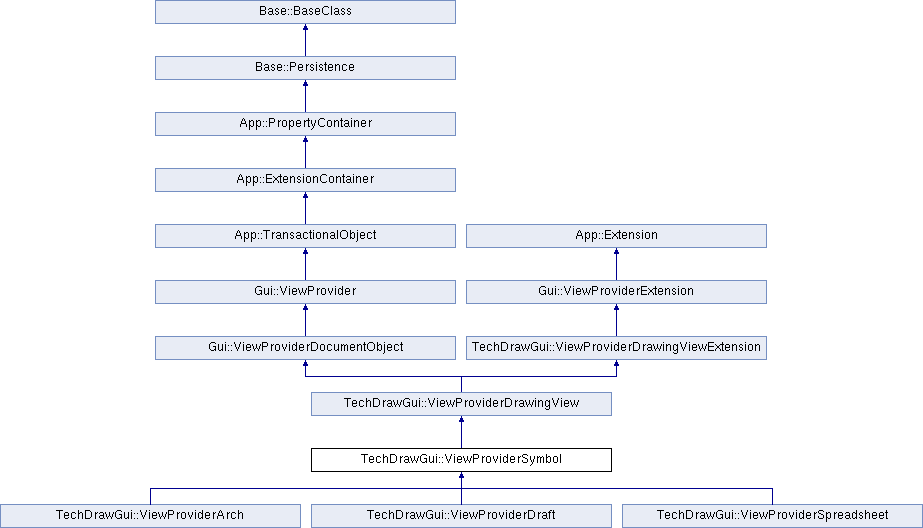 Base::BaseClass
Base::Persistence
App::PropertyContainer
App::ExtensionContainer
App::TransactionalObject
App::Extension
Gui::ViewProvider
Gui::ViewProviderExtension
Gui::ViewProviderDocumentObject
TechDrawGui::ViewProviderDrawingViewExtension
TechDrawGui::ViewProviderDrawingView
TechDrawGui::ViewProviderSymbol
TechDrawGui::ViewProviderArch
TechDrawGui::ViewProviderDraft
TechDrawGui::ViewProviderSpreadsheet